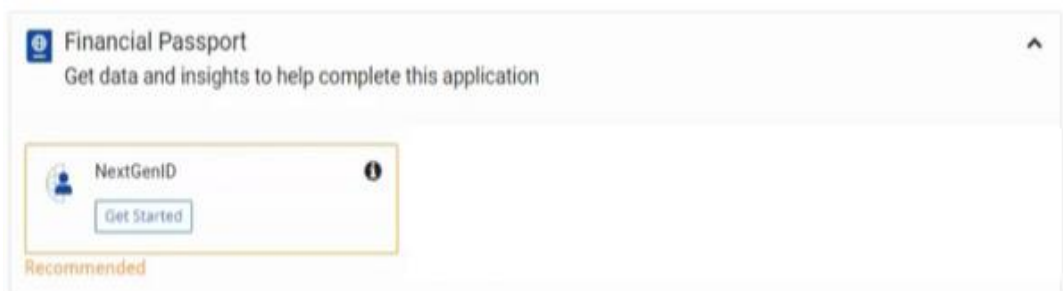 Financial Passport
Get data and insights to help complete this application
NextGenID
Get Started
Recommended